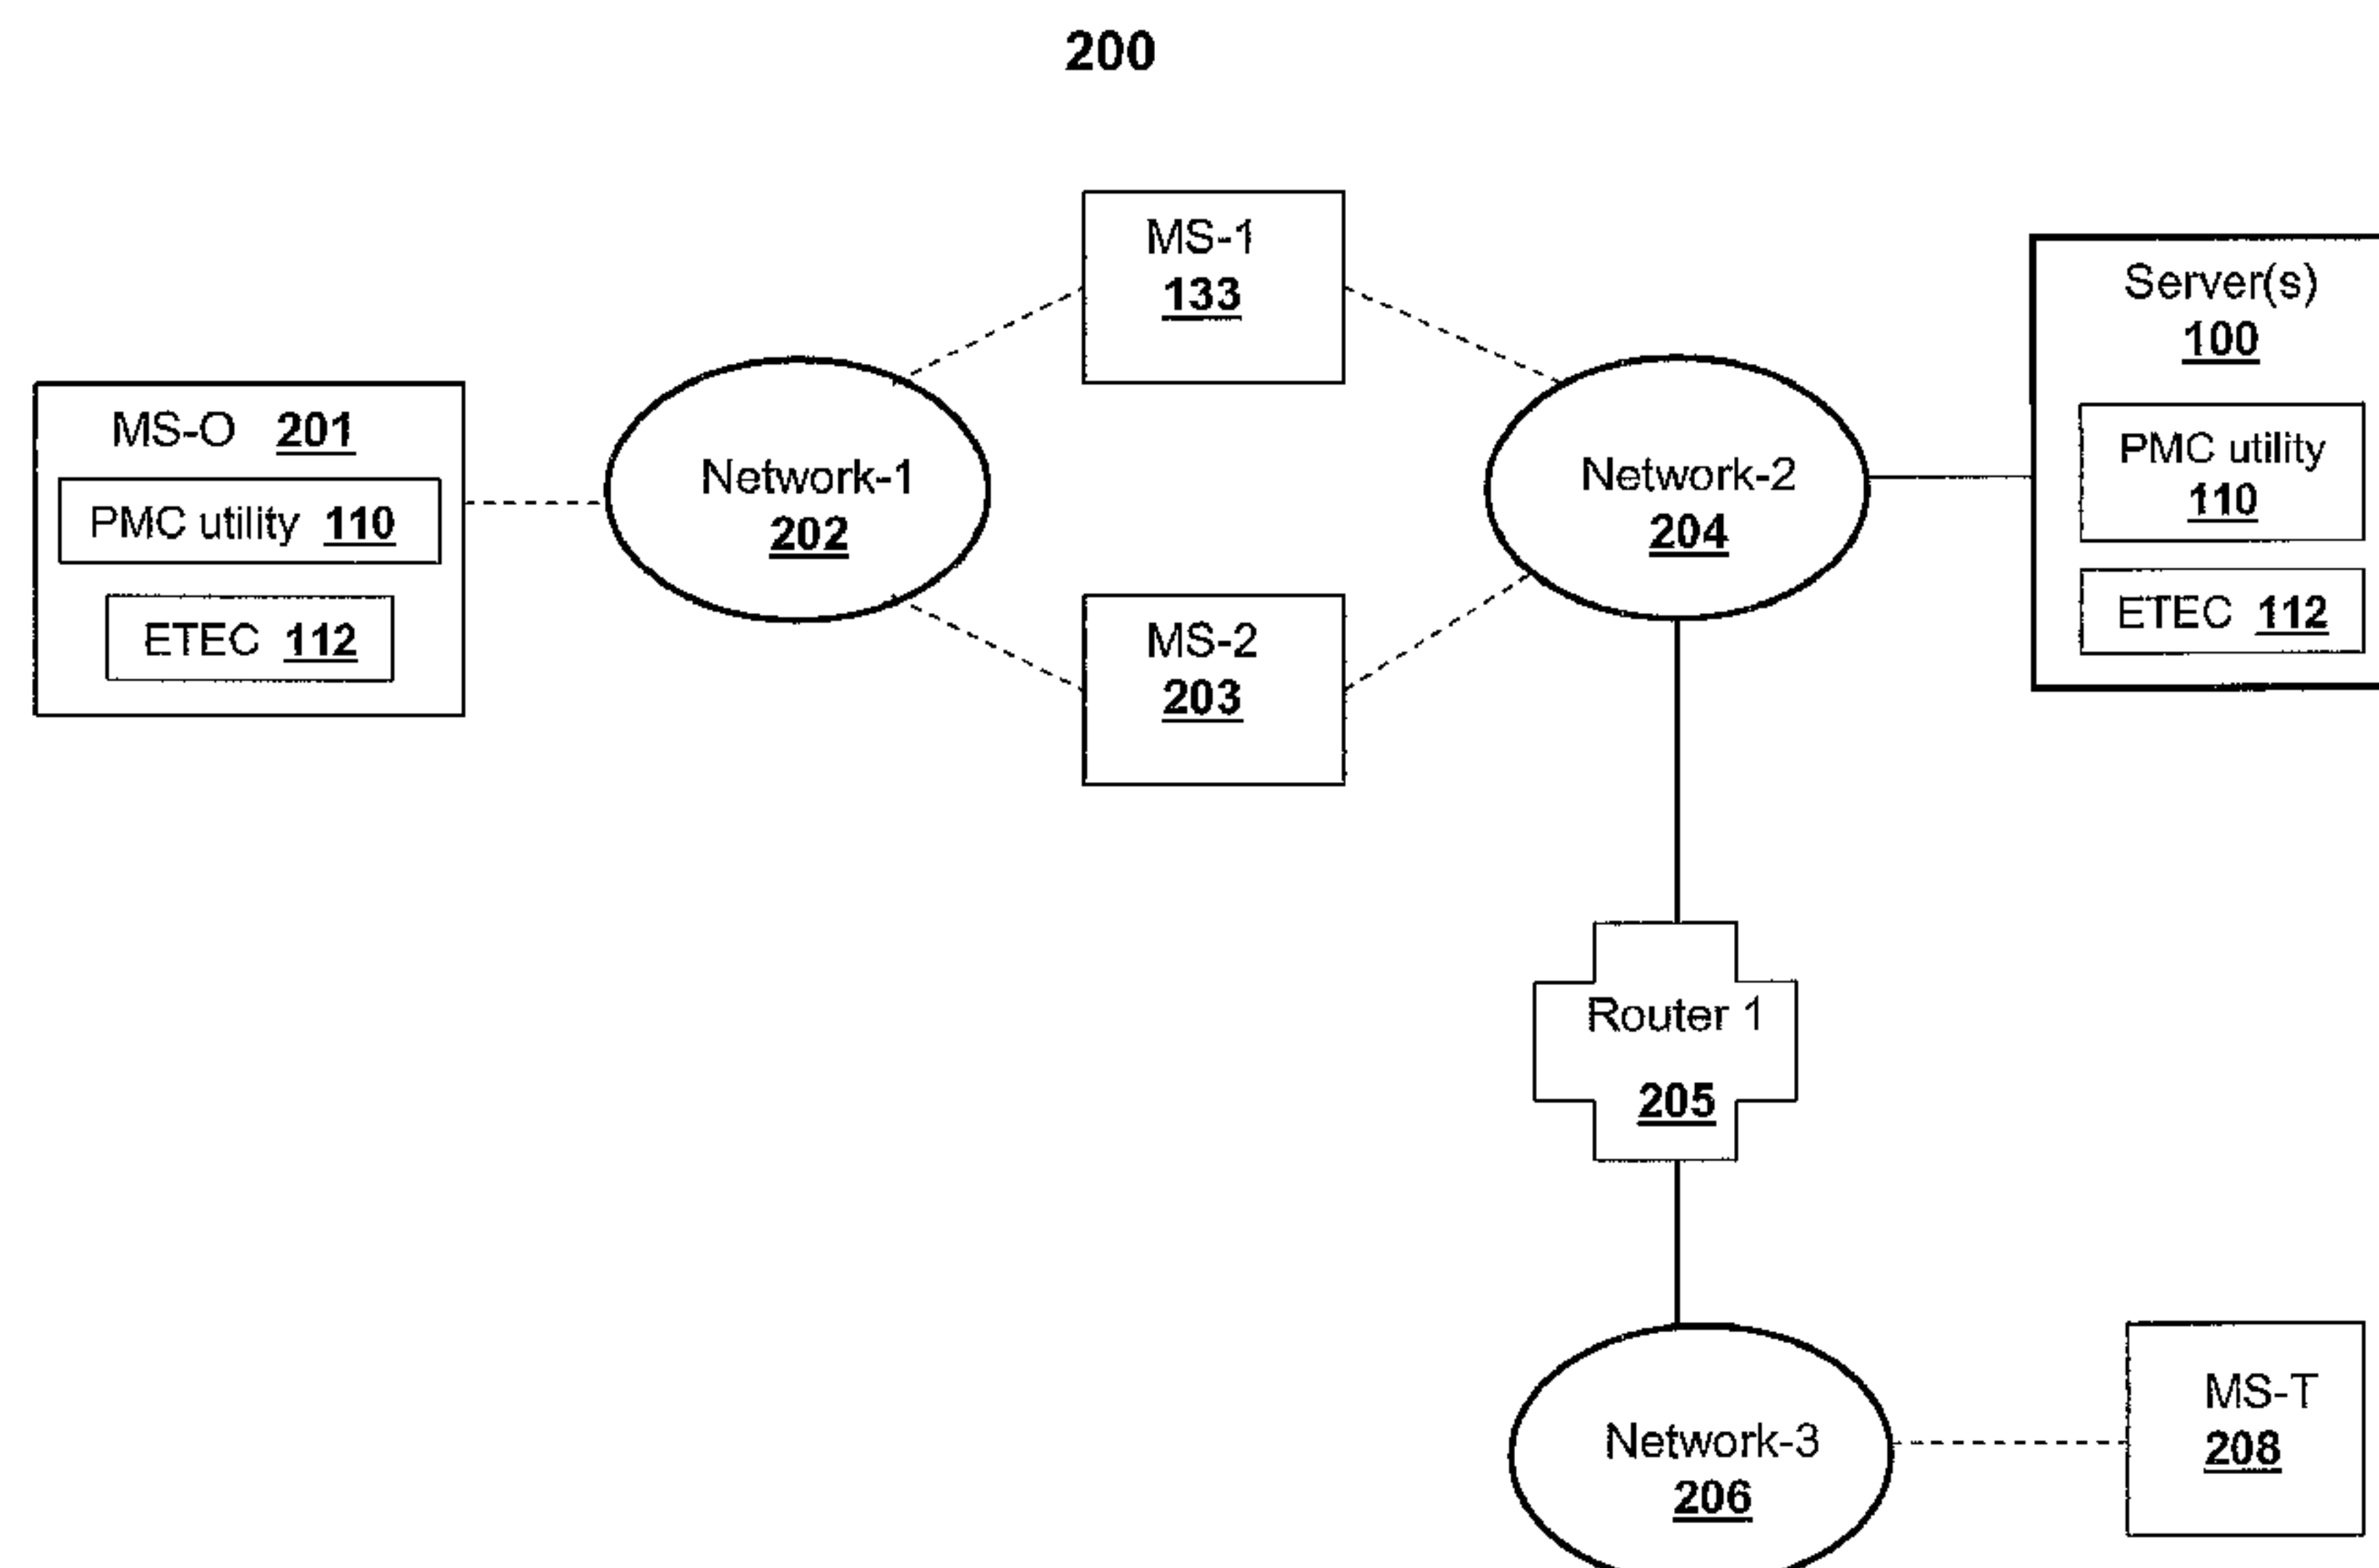 200
MS-1
133
Server(s)
100
PMC utility
110
ETEC 112
MS-O 201
PMC utility 110
ETEC 112
Network-1
202
Network-2
204
MS-2
203
Router 1
205
Network-3
206
MS-T
208